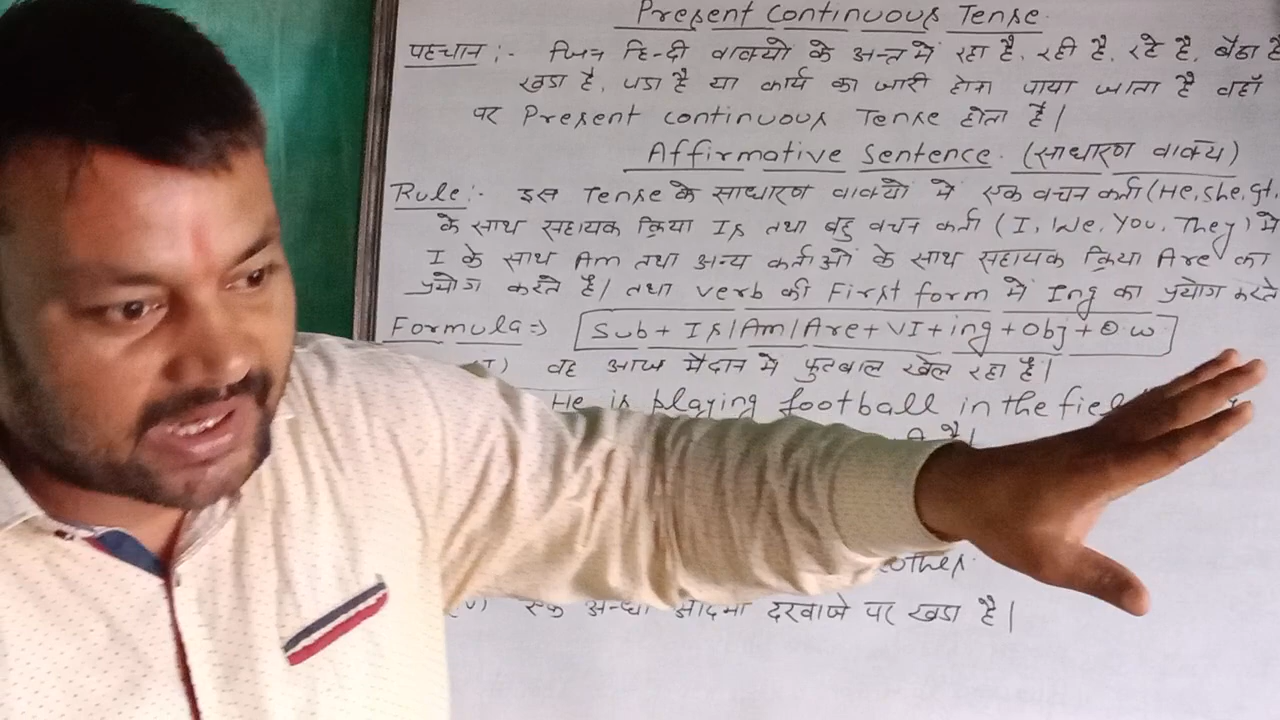 Present Continuous Tense
पहचान :- जिन हिन्दी वाक्यो के अन्त में रहा है, रही है, रहे है, बैठा है
खडा है, पडा है या कार्य का जारी होना पाया जाता है वहाँ
पर Present continuous Tense होता है।
Affirmative Sentence. (साधारण वाक्य)
Rule:- इस Tense के साधारण वाक्यों मे एक वचन कर्ता (He, She, It,
के साथ सहायक क्रिया Is तथा बहु वचन कर्ता (I, We, You, They) मे
I के साथ Am तथा अन्य कर्ताओं के साथ सहायक क्रिया Are का
प्रयोग करते है। तथा verb की First form में Ing का प्रयोग करते
Formula => Sub + Is/Am/Are + V1 + ing + Obj + O.w
वह आज मैदान मे फुटबाल खेल रहा है।
He is playing football in the
है।
(V) एक अन्धा आदमी दरवाजे पर खडा है।